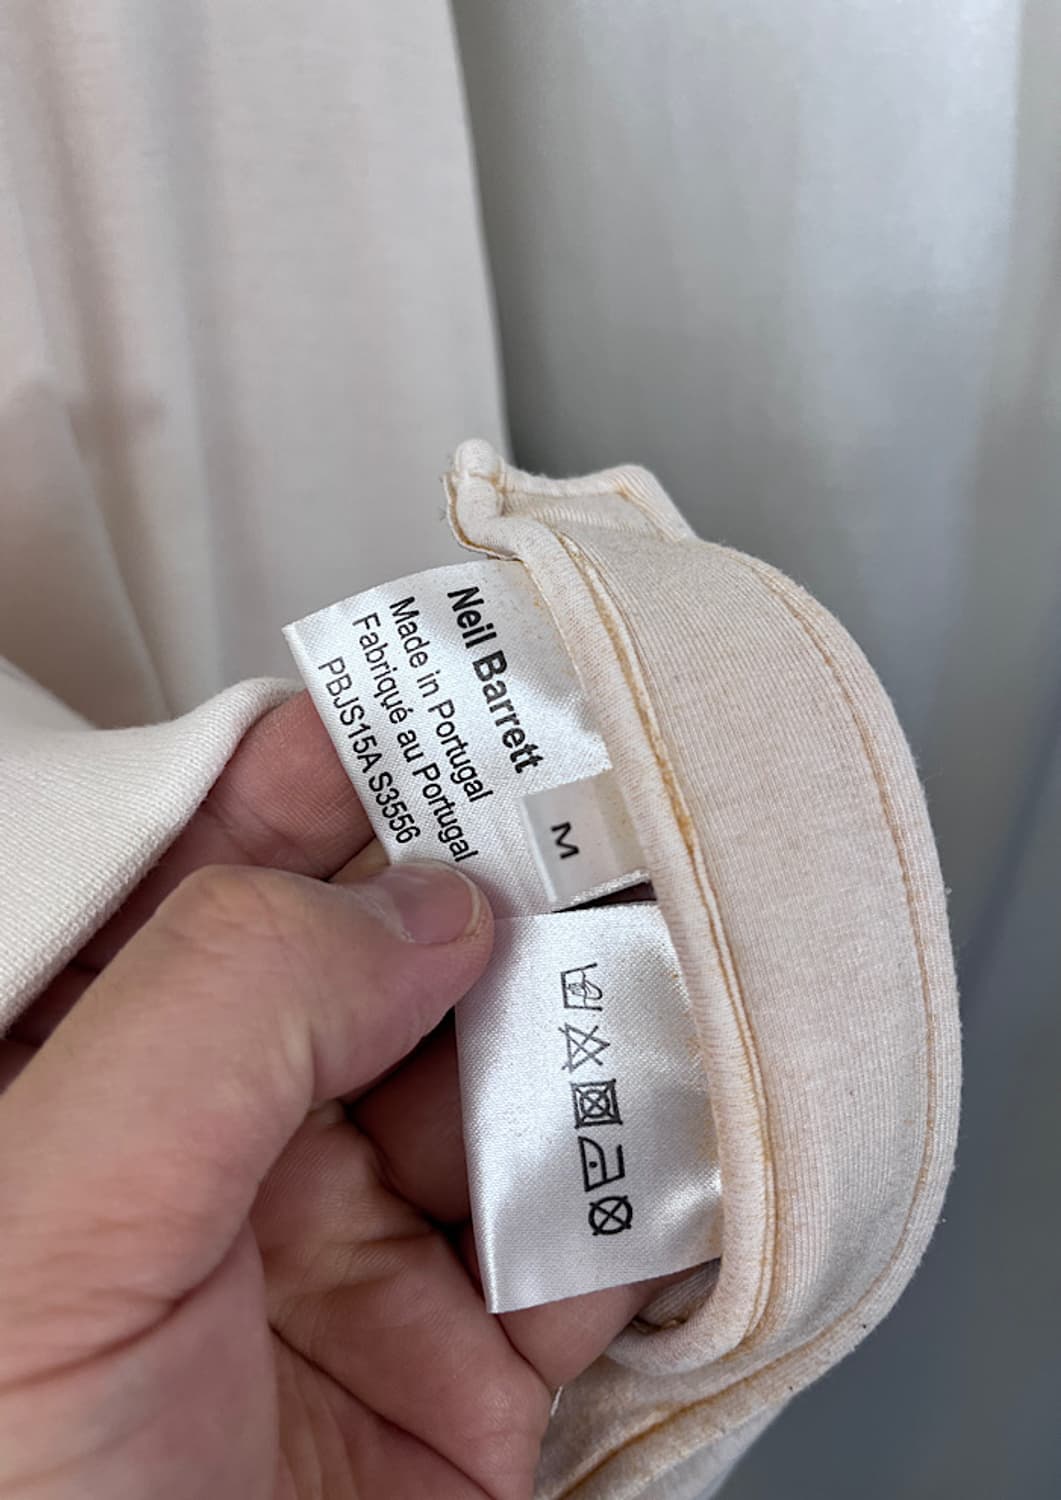 Neil Barrett
Made in Portugal
Fabriqué au Portugal
PBJS15A S3556
M